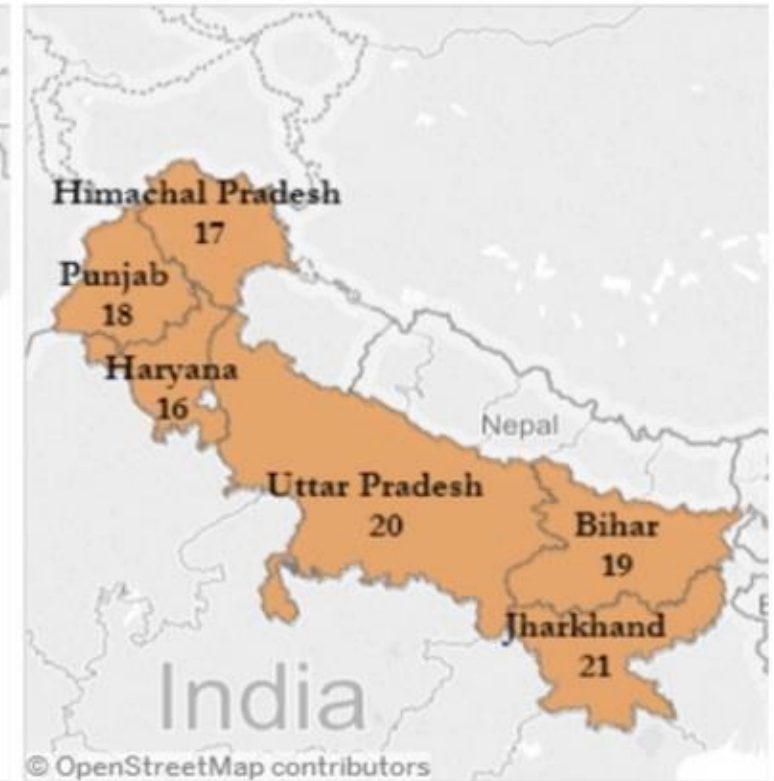 Himachal Pradesh
17
Punjab
18
Haryana
16
Nepal
Uttar Pradesh
20
Bihar
19
Jharkhand
21
India
© OpenStreetMap contributors